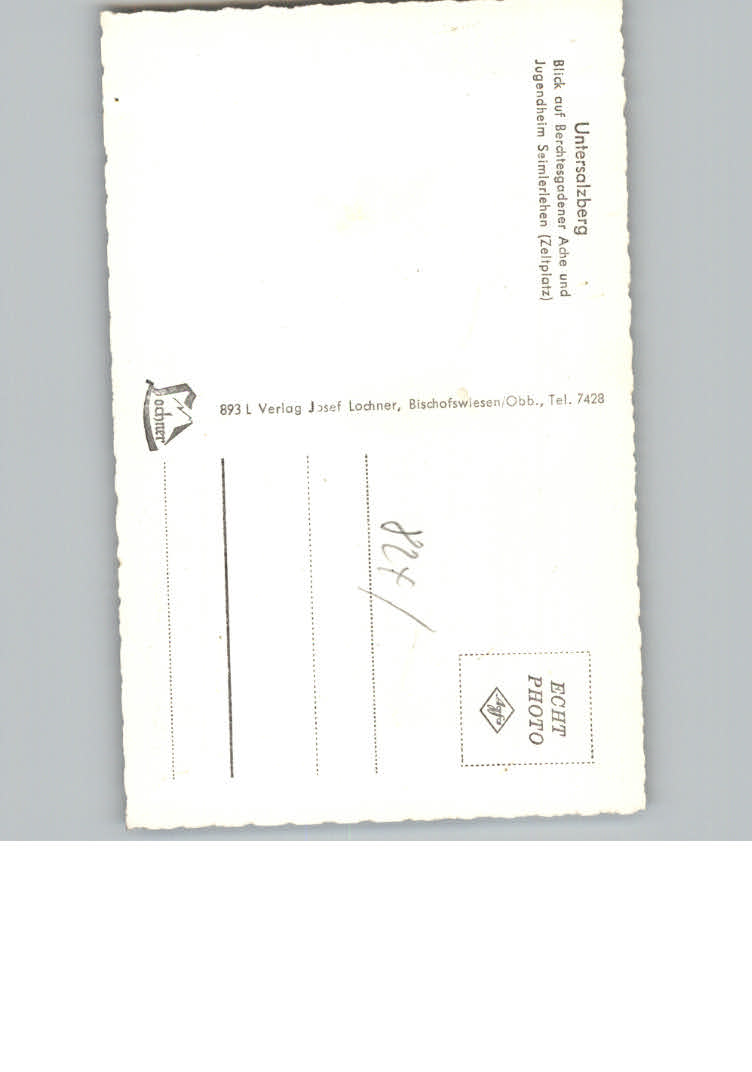 Untersalzberg
Blick auf Berchtesgadener Ache und
Jugendheim Seimlerlehen (Zeltplatz)
893 L Verlag Josef Lochner, Bischofswiesen/Obb., Tel. 7428
Lochner
ECHT
PHOTO
Agfa